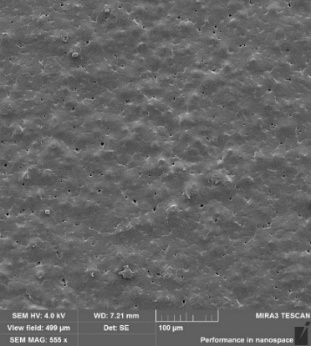 SEM HV: 4.0 kV WD: 7.21 mm MIRA3 TESCAN
View field: 499 µm Det: SE 100 µm
SEM MAG: 555 x Performance in nanospace